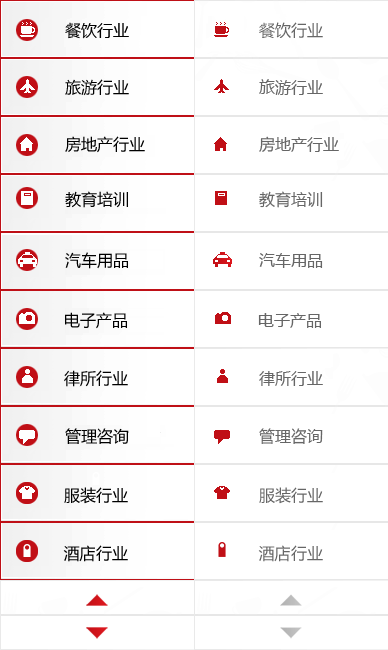 餐饮行业 餐饮行业
旅游行业 旅游行业
房地产行业 房地产行业
教育培训 教育培训
汽车用品 汽车用品
电子产品 电子产品
律所行业 律所行业
管理咨询 管理咨询
服装行业 服装行业
酒店行业 酒店行业